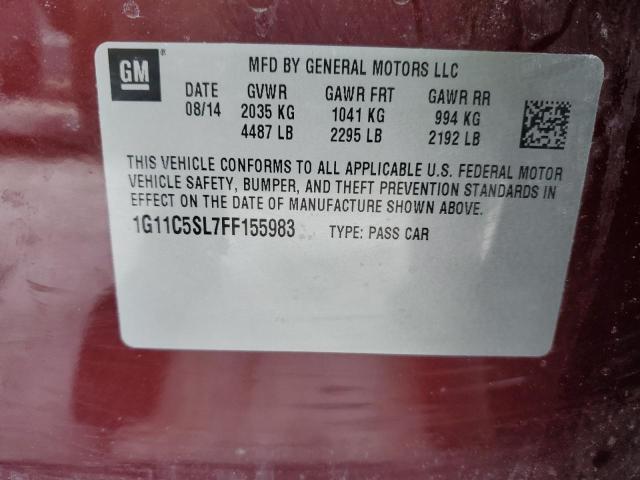 GM ®
MFD BY GENERAL MOTORS LLC
DATE GVWR GAWR FRT GAWR RR
08/14 2035 KG 1041 KG 994 KG
4487 LB 2295 LB 2192 LB
THIS VEHICLE CONFORMS TO ALL APPLICABLE U.S. FEDERAL MOTOR
VEHICLE SAFETY, BUMPER, AND THEFT PREVENTION STANDARDS IN
EFFECT ON THE DATE OF MANUFACTURE SHOWN ABOVE.
1G11C5SL7FF155983 TYPE: PASS CAR